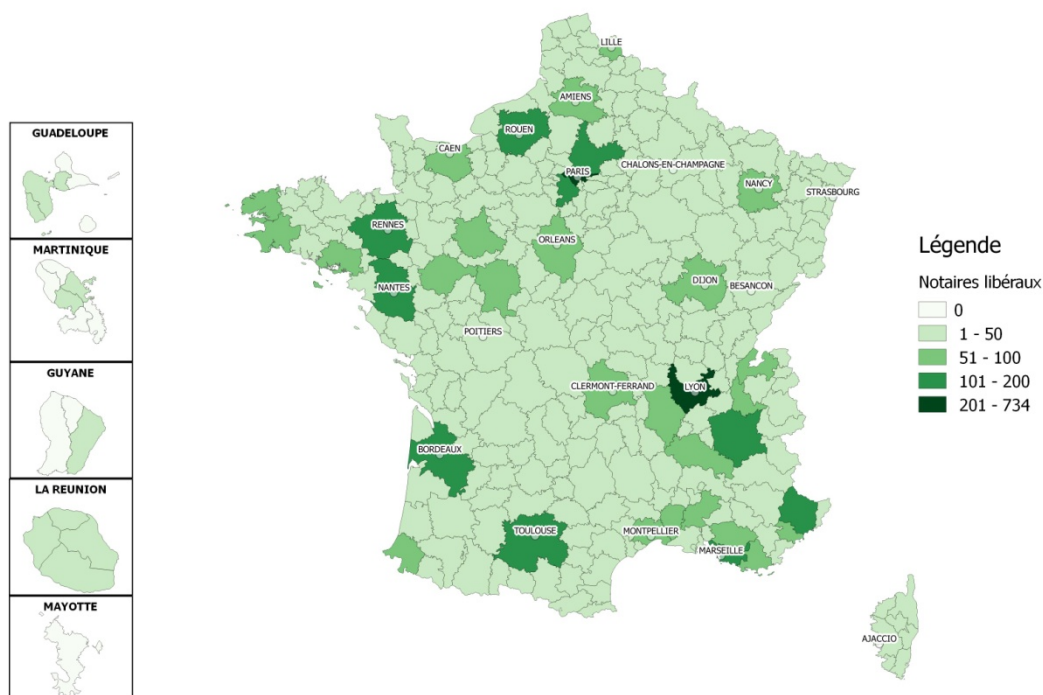 LILLE
AMIENS
ROUEN
CAEN
PARIS
CHALONS-EN-CHAMPAGNE
NANCY
STRASBOURG
RENNES
ORLEANS
NANTES
DIJON
BESANCON
POITIERS
CLERMONT-FERRAND
LYON
BORDEAUX
TOULOUSE
MONTPELLIER
MARSEILLE
AJACCIO
GUADELOUPE
MARTINIQUE
GUYANE
LA REUNION
MAYOTTE
Légende
Notaires libéraux
0
1 - 50
51 - 100
101 - 200
201 - 734